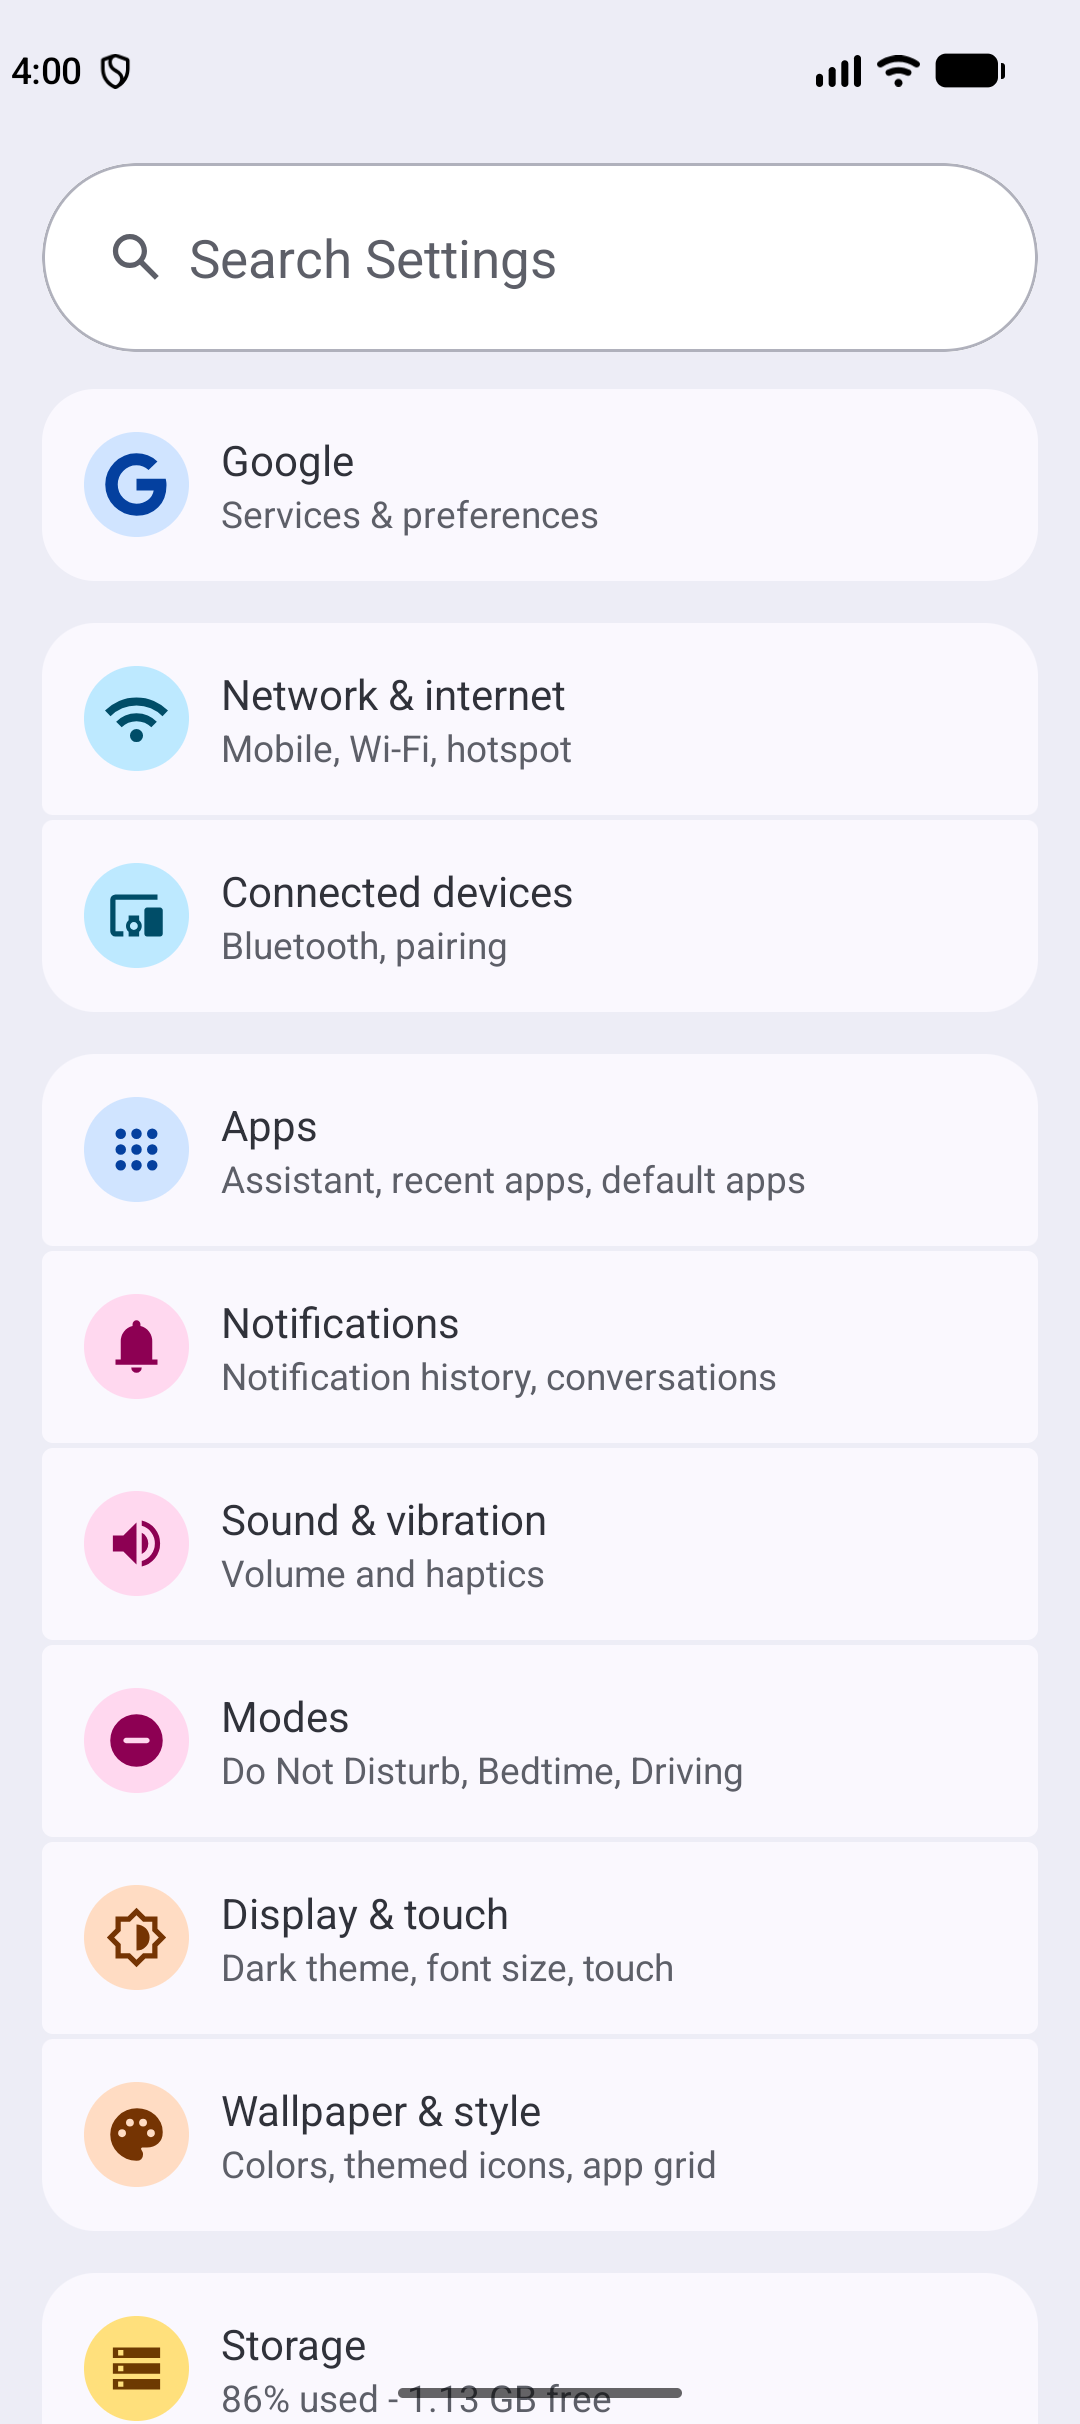 4:00
Search Settings
Google
Services & preferences
Network & internet
Mobile, Wi-Fi, hotspot
Connected devices
Bluetooth, pairing
Apps
Assistant, recent apps, default apps
Notifications
Notification history, conversations
Sound & vibration
Volume and haptics
Modes
Do Not Disturb, Bedtime, Driving
Display & touch
Dark theme, font size, touch
Wallpaper & style
Colors, themed icons, app grid
Storage
86% used - 1.13 GB free